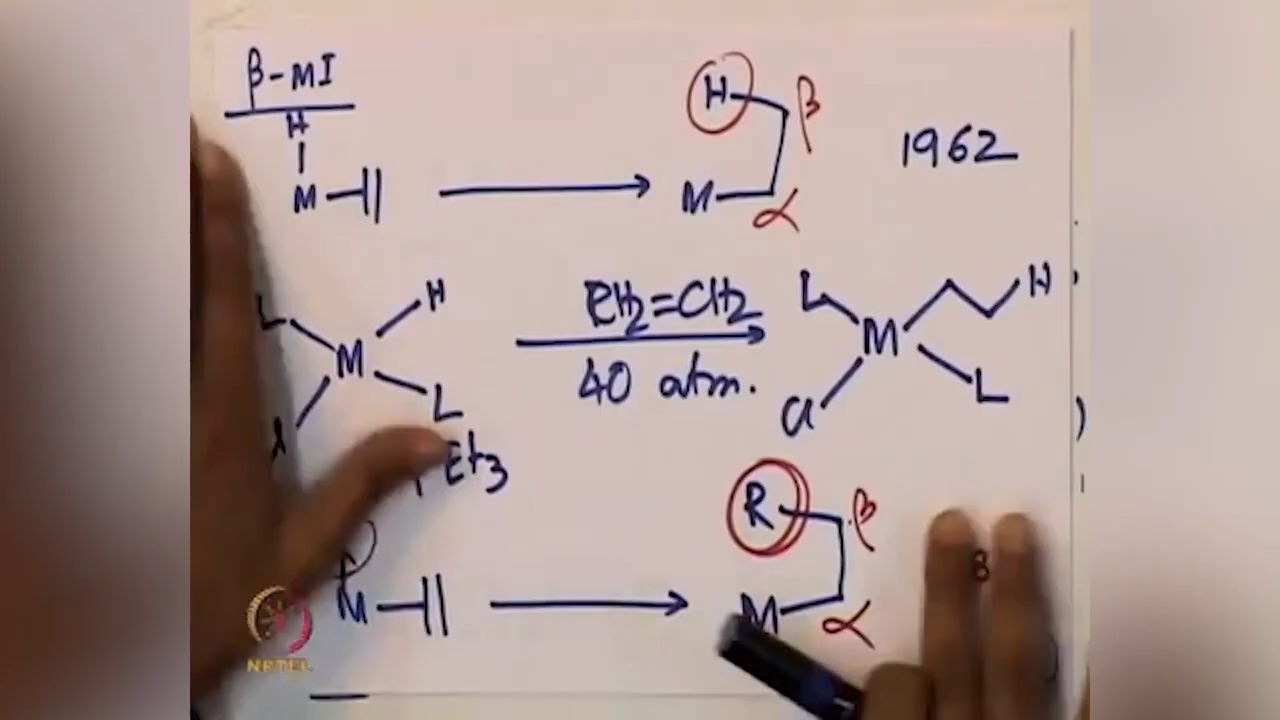 β-MI
H
M
H β
M α
1962
L H
M
L
Et3
CH2=CH2
40 atm.
L H
M
Cl L
M
R β
M α
NPTEL